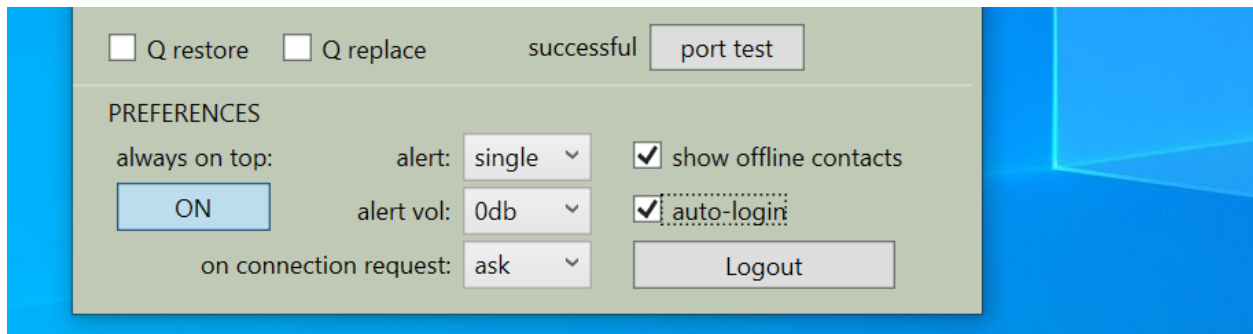 Q restore Q replace successful port test
PREFERENCES
always on top: alert: single show offline contacts
ON alert vol: 0db auto-login
on connection request: ask Logout